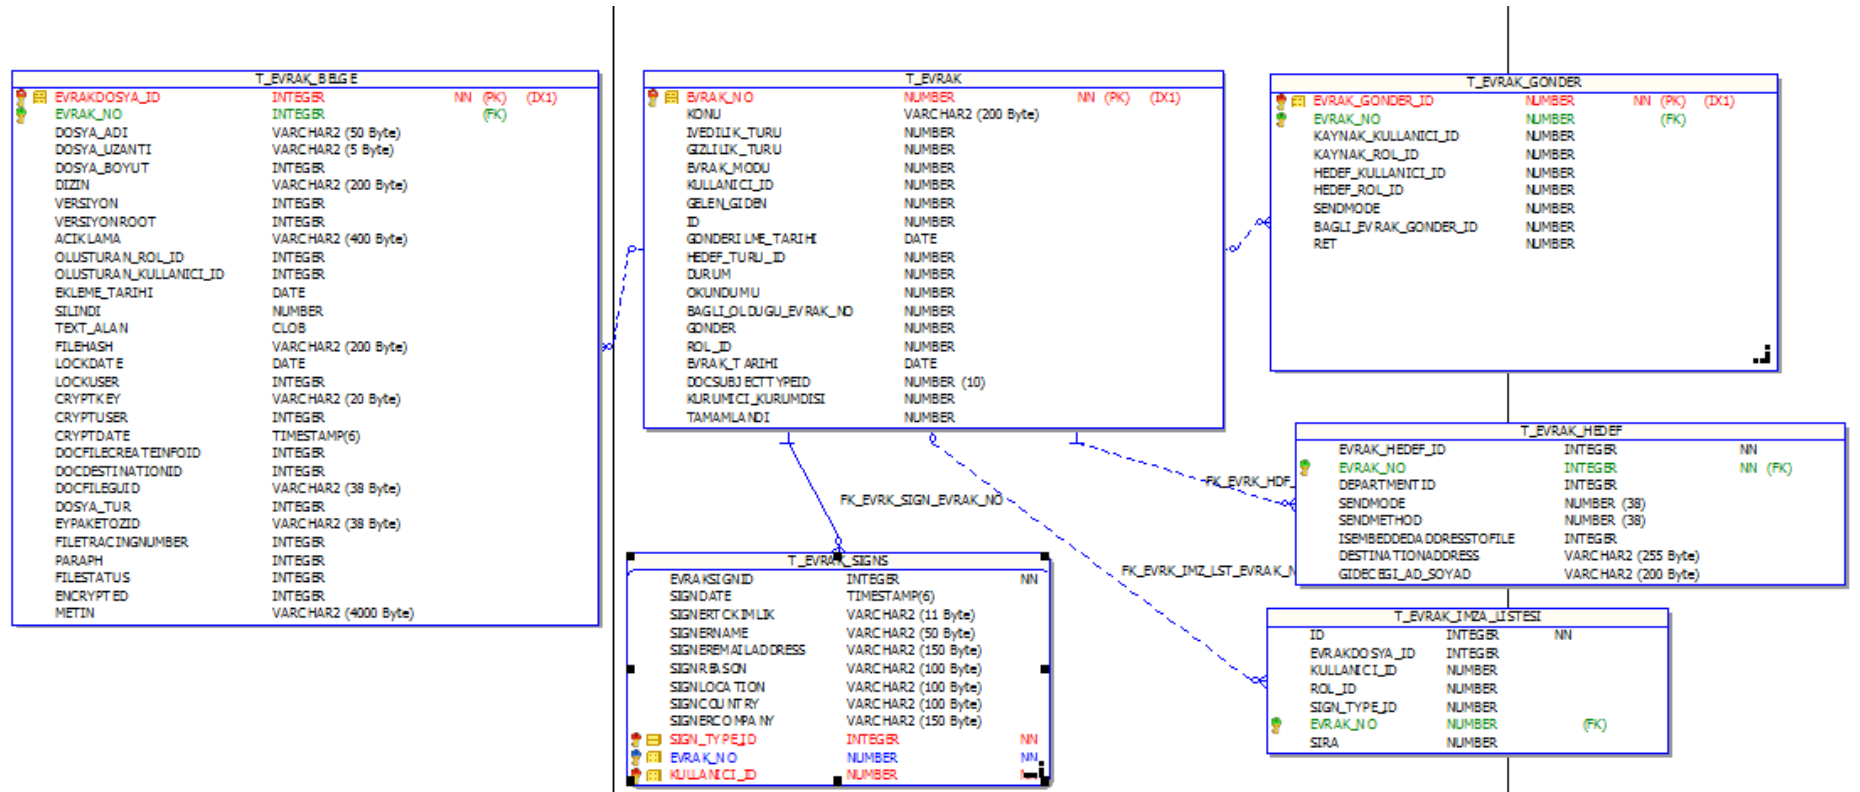 T_EVRAK_BELGE
EVRAKDOSYA_ID INTEGER NN (PK) (IX1)
EVRAK_NO INTEGER (FK)
DOSYA_ADI VARCHAR2 (50 Byte)
DOSYA_UZANTI VARCHAR2 (5 Byte)
DOSYA_BOYUT INTEGER
DIZIN VARCHAR2 (200 Byte)
VERSIYON INTEGER
VERSIYONROOT INTEGER
ACIKLAMA VARCHAR2 (400 Byte)
OLUSTURAN_ROL_ID INTEGER
OLUSTURAN_KULLANICI_ID INTEGER
EKLEME_TARIHI DATE
SILINDI NUMBER
TEXT_ALAN CLOB
FILEHASH VARCHAR2 (200 Byte)
LOCKDATE DATE
LOCKUSER INTEGER
CRYPTKEY VARCHAR2 (20 Byte)
CRYPTUSER INTEGER
CRYPTDATE TIMESTAMP(6)
DOCFILECREATEINFOID INTEGER
DOCDESTINATIONID INTEGER
DOCFILEGUID VARCHAR2 (38 Byte)
DOSYA_TUR INTEGER
EYPAKETOZID VARCHAR2 (38 Byte)
FILETRACINGNUMBER INTEGER
PARAPH INTEGER
FILESTATUS INTEGER
ENCRYPTED INTEGER
METIN VARCHAR2 (4000 Byte)
T_EVRAK
EVRAK_NO NUMBER NN (PK) (IX1)
KONU VARCHAR2 (200 Byte)
IVEDILIK_TURU NUMBER
GIZLILIK_TURU NUMBER
EVRAK_MODU NUMBER
KULLANICI_ID NUMBER
GELEN_GIDEN NUMBER
ID NUMBER
GONDERILME_TARIHI DATE
HEDEF_TURU_ID NUMBER
DURUM NUMBER
OKUNDUMU NUMBER
BAGLI_OLDUGU_EVRAK_NO NUMBER
GONDER NUMBER
ROL_ID NUMBER
EVRAK_TARIHI DATE
DOCSUBJECTTYPEID NUMBER (10)
KURUMICI_KURUMDISI NUMBER
TAMAMLANDI NUMBER
T_EVRAK_GONDER
EVRAK_GONDER_ID NUMBER NN (PK) (IX1)
EVRAK_NO NUMBER (FK)
KAYNAK_KULLANICI_ID NUMBER
KAYNAK_ROL_ID NUMBER
HEDEF_KULLANICI_ID NUMBER
HEDEF_ROL_ID NUMBER
SENDMODE NUMBER
BAGLI_EVRAK_GONDER_ID NUMBER
RET NUMBER
FK_EVRK_SIGN_EVRAK_NO
FK_EVRK_HDF_
FK_EVRK_IMZ_LST_EVRAK_N
T_EVRAK_HEDEF
EVRAK_HEDEF_ID INTEGER NN
EVRAK_NO INTEGER NN (FK)
DEPARTMENTID INTEGER
SENDMODE NUMBER (38)
SENDMETHOD NUMBER (38)
ISEMBEDDEDADDRESSTOFILE INTEGER
DESTINATIONADDRESS VARCHAR2 (255 Byte)
GIDECEGI_AD_SOYAD VARCHAR2 (200 Byte)
T_EVRAK_SIGNS
EVRAKSIGNID INTEGER NN
SIGNDATE TIMESTAMP(6)
SIGNERTCKIMLIK VARCHAR2 (11 Byte)
SIGNERNAME VARCHAR2 (50 Byte)
SIGNEREMAILADDRESS VARCHAR2 (150 Byte)
SIGNREASON VARCHAR2 (100 Byte)
SIGNLOCATION VARCHAR2 (100 Byte)
SIGNCOUNTRY VARCHAR2 (100 Byte)
SIGNERCOMPANY VARCHAR2 (150 Byte)
SIGN_TYPE_ID INTEGER NN
EVRAK_NO NUMBER NN
KULLANICI_ID NUMBER
T_EVRAK_IMZA_LISTESI
ID INTEGER NN
EVRAKDOSYA_ID INTEGER
KULLANICI_ID NUMBER
ROL_ID NUMBER
SIGN_TYPE_ID NUMBER
EVRAK_NO NUMBER (FK)
SIRA NUMBER